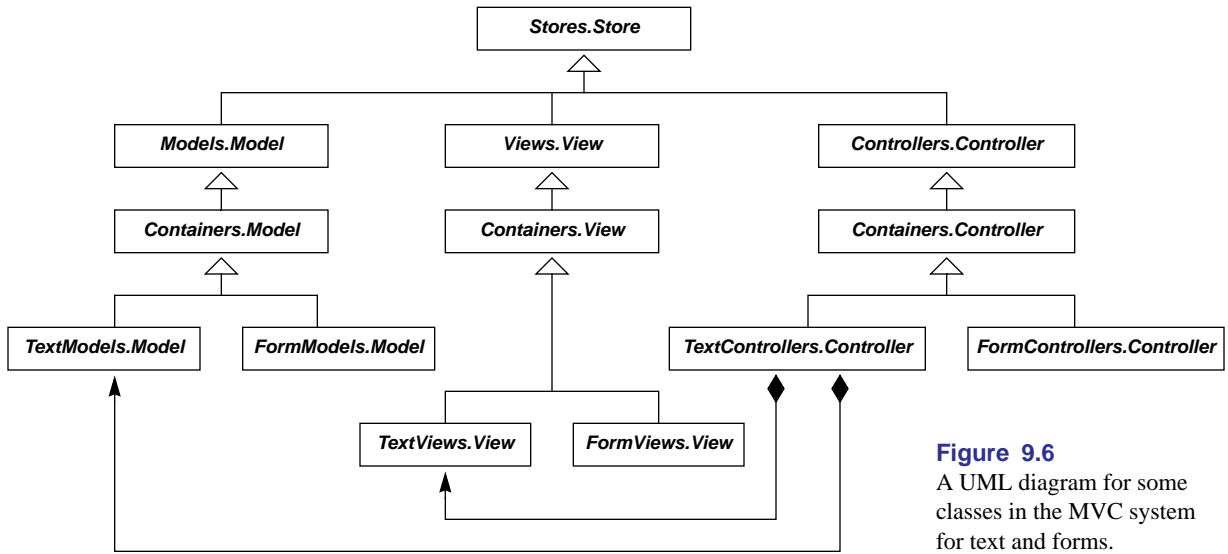 Stores.Store
Models.Model
Views.View
Controllers.Controller
Containers.Model
Containers.View
Containers.Controller
TextModels.Model
FormModels.Model
TextControllers.Controller
FormControllers.Controller
TextViews.View
FormViews.View
Figure 9.6
A UML diagram for some
classes in the MVC system
for text and forms.